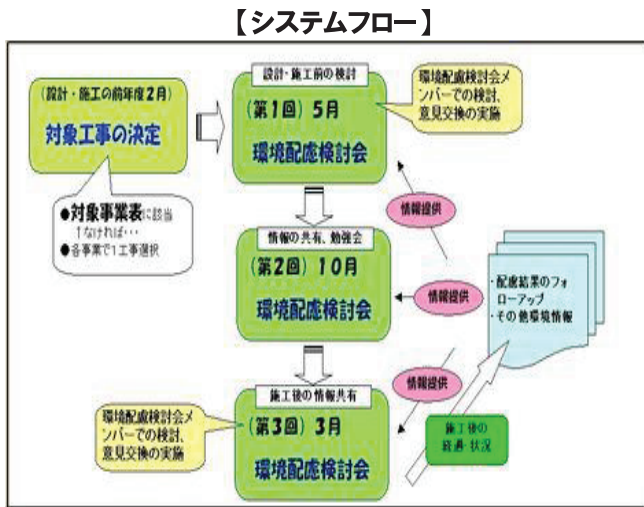 【システムフロー】
(設計・施工の前年度2月)
対象工事の決定
●対象事業表に該当
↑なければ・・・
●各事業で1工事選択
設計・施工前の検討
(第1回) 5月
環境配慮検討会
環境配慮検討会メ
ンバーでの検討、
意見交換の実施
情報提供
情報の共有、勉強会
(第2回) 10月
環境配慮検討会
情報提供
・配慮結果のフォ
ローアップ
・その他環境情報
施工後の情報共有
(第3回) 3月
環境配慮検討会
環境配慮検討会メ
ンバーでの検討、
意見交換の実施
情報提供
施工後の
経過・状況